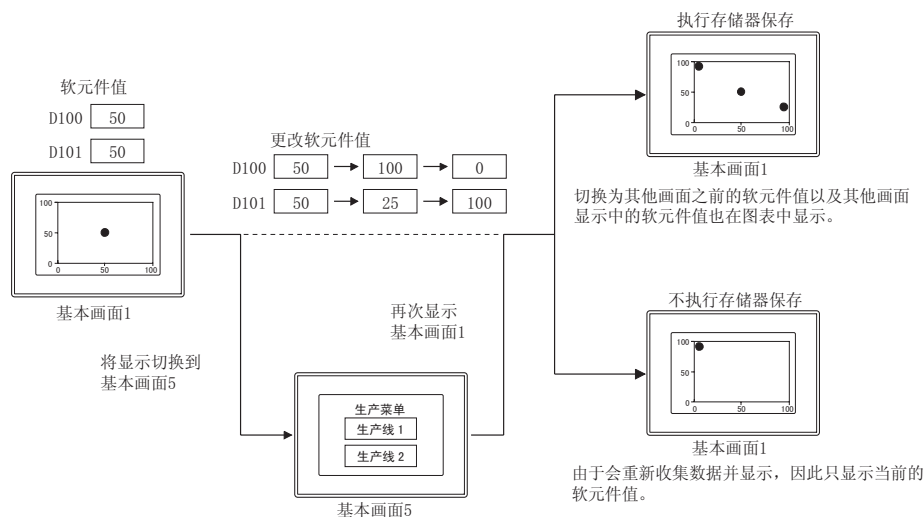 软元件值
D100 50
D101 50
100
50
0
0 50 100
基本画面1
将显示切换到
基本画面5
更改软元件值
D100 50 100 0
D101 50 25 100
再次显示
基本画面1
生产菜单
生产线 1
生产线 2
基本画面5
执行存储器保存
100
50
0
0 50 100
基本画面1
切换为其他画面之前的软元件值以及其他画面
显示中的软元件值也在图表中显示。
不执行存储器保存
100
50
0
0 50 100
基本画面1
由于会重新收集数据并显示，因此只显示当前的
软元件值。